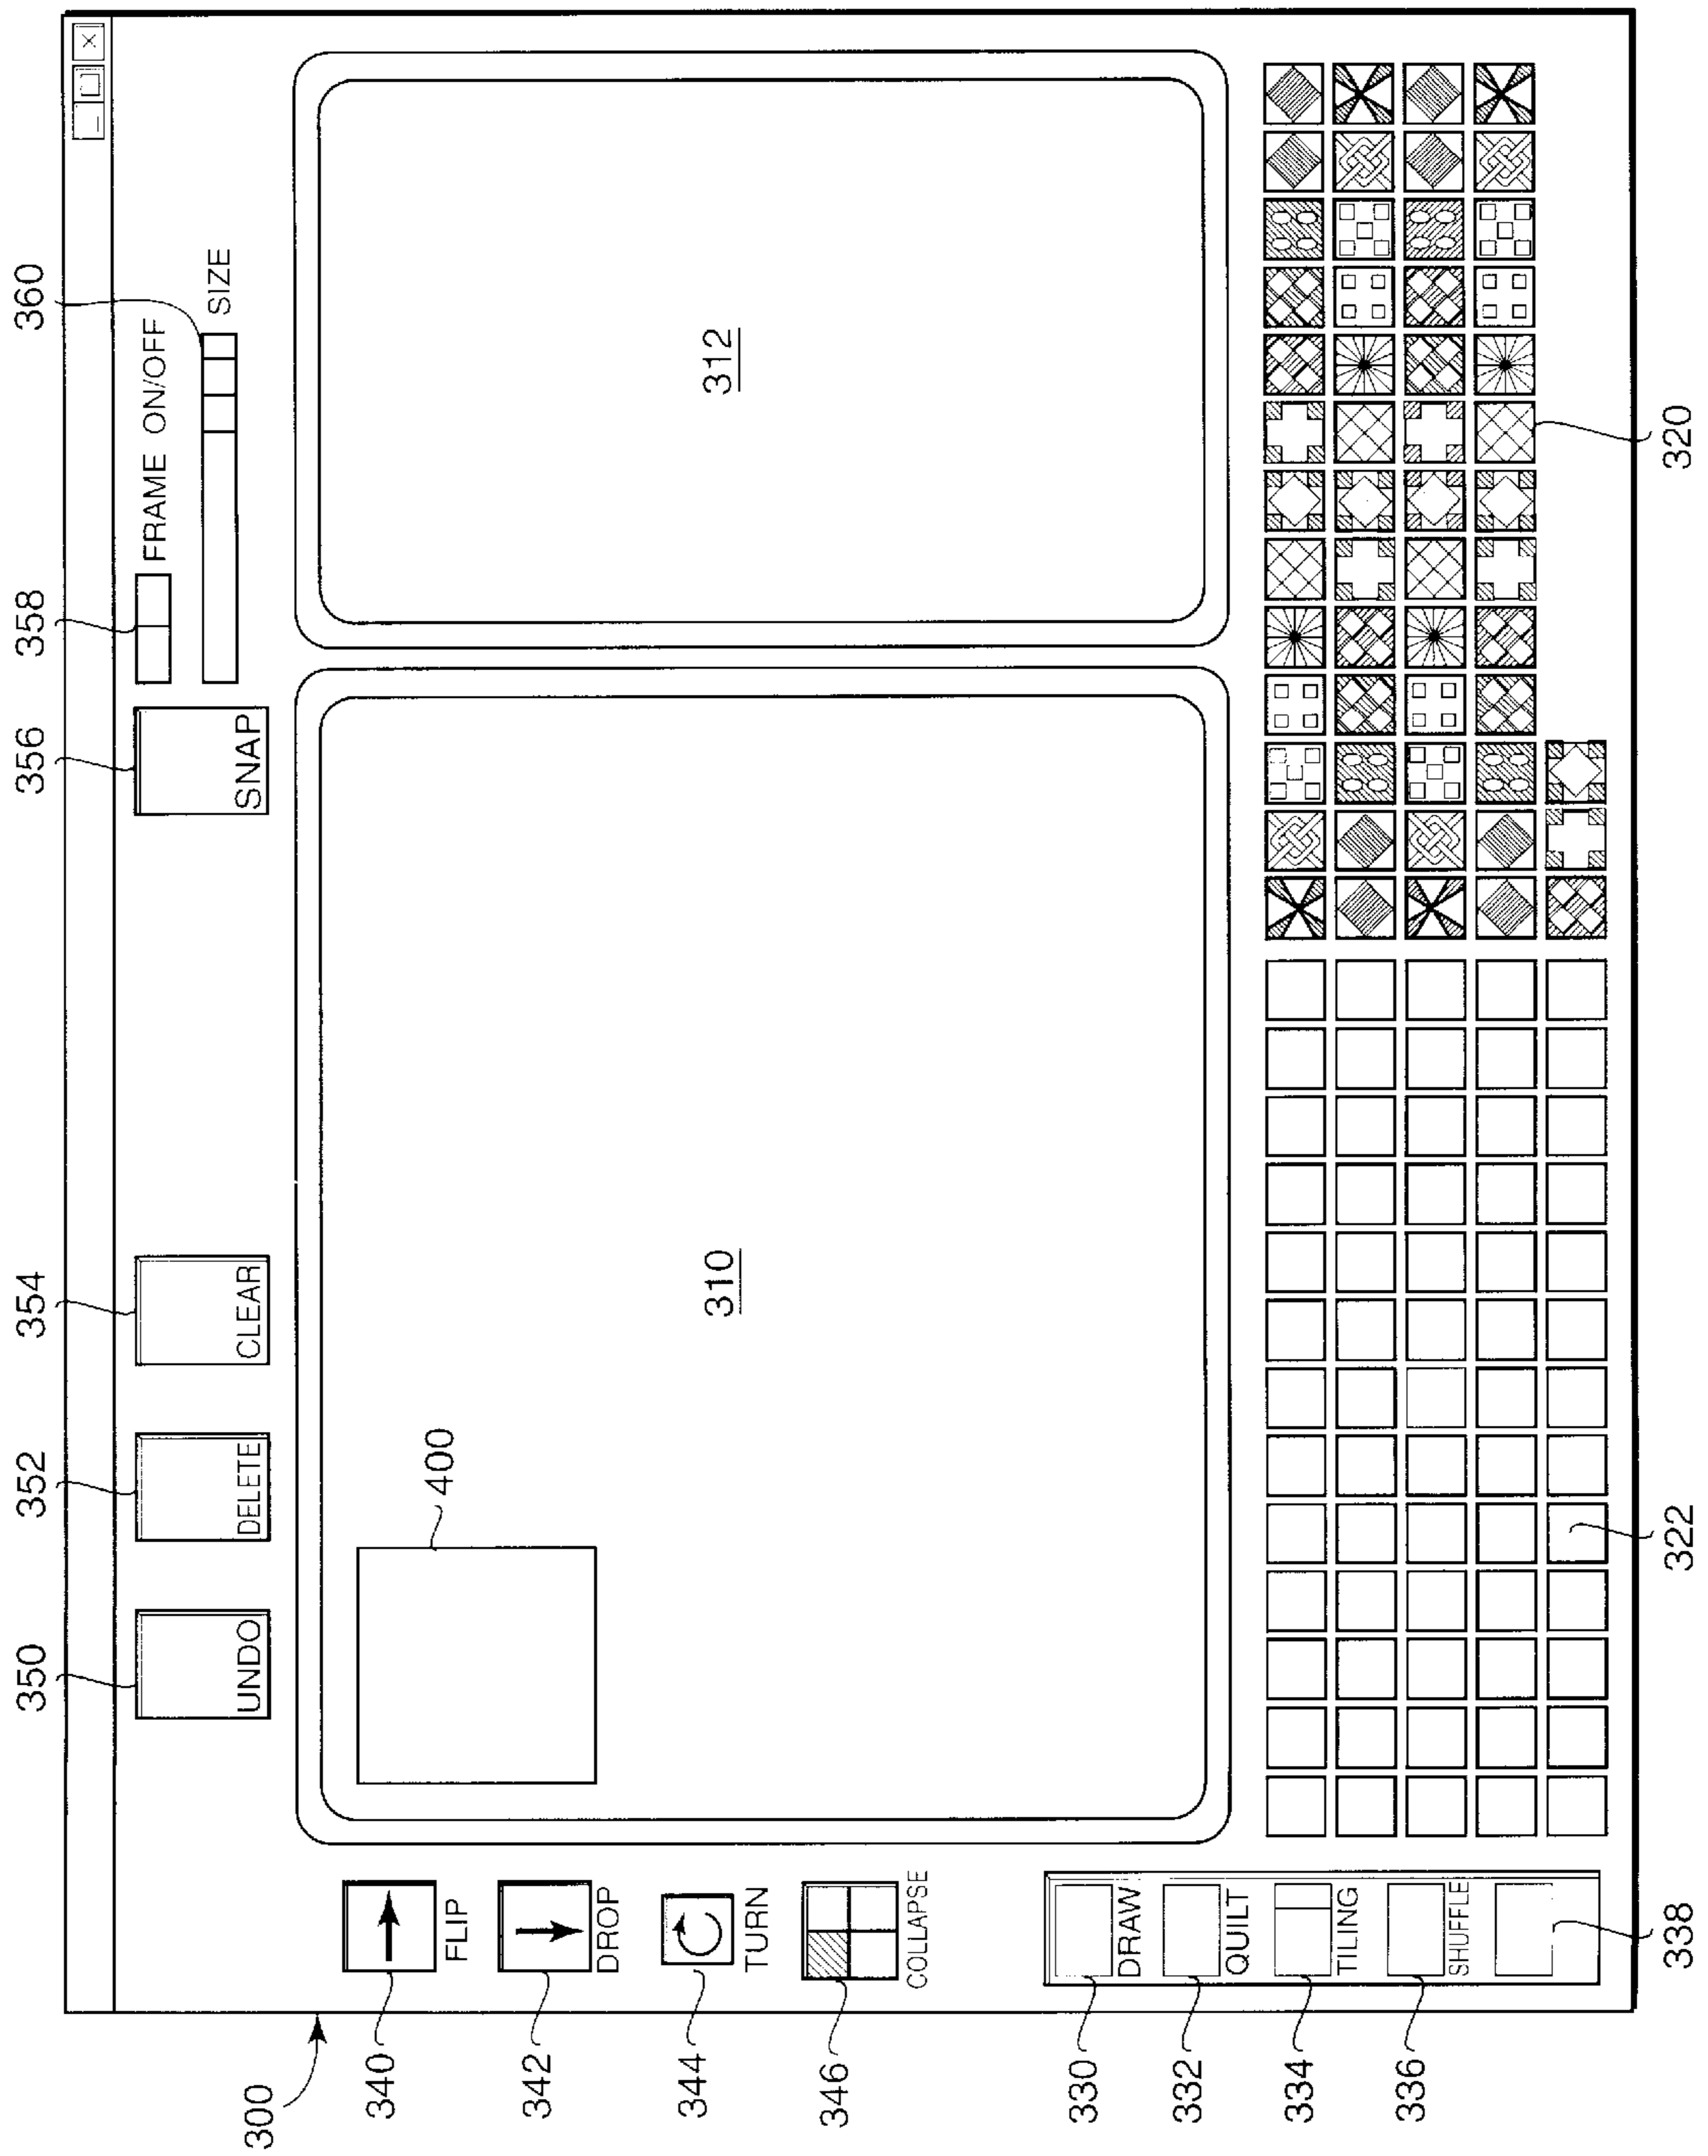 350
352
354
356
358
360
UNDO
DELETE
CLEAR
SNAP
FRAME ON/OFF
SIZE
300
340
FLIP
342
DROP
344
TURN
346
COLLAPSE
400
310
312
330
DRAW
332
QUILT
334
TILING
336
SHUFFLE
338
322
320